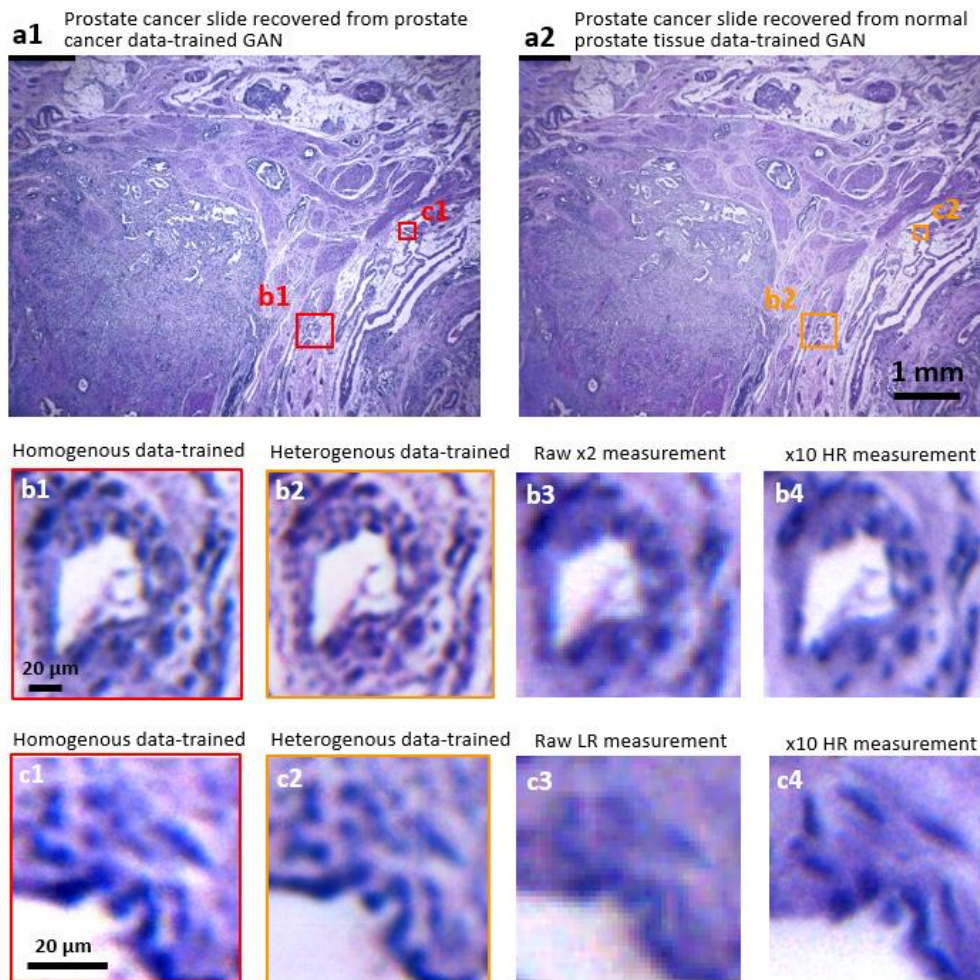 a1
Prostate cancer slide recovered from prostate
cancer data-trained GAN
a2
Prostate cancer slide recovered from normal
prostate tissue data-trained GAN
c1
b1
c2
b2
1 mm
Homogenous data-trained
Heterogenous data-trained
Raw x2 measurement
x10 HR measurement
b1
b2
b3
b4
20 μm
Homogenous data-trained
Heterogenous data-trained
Raw LR measurement
x10 HR measurement
c1
c2
c3
c4
20 μm